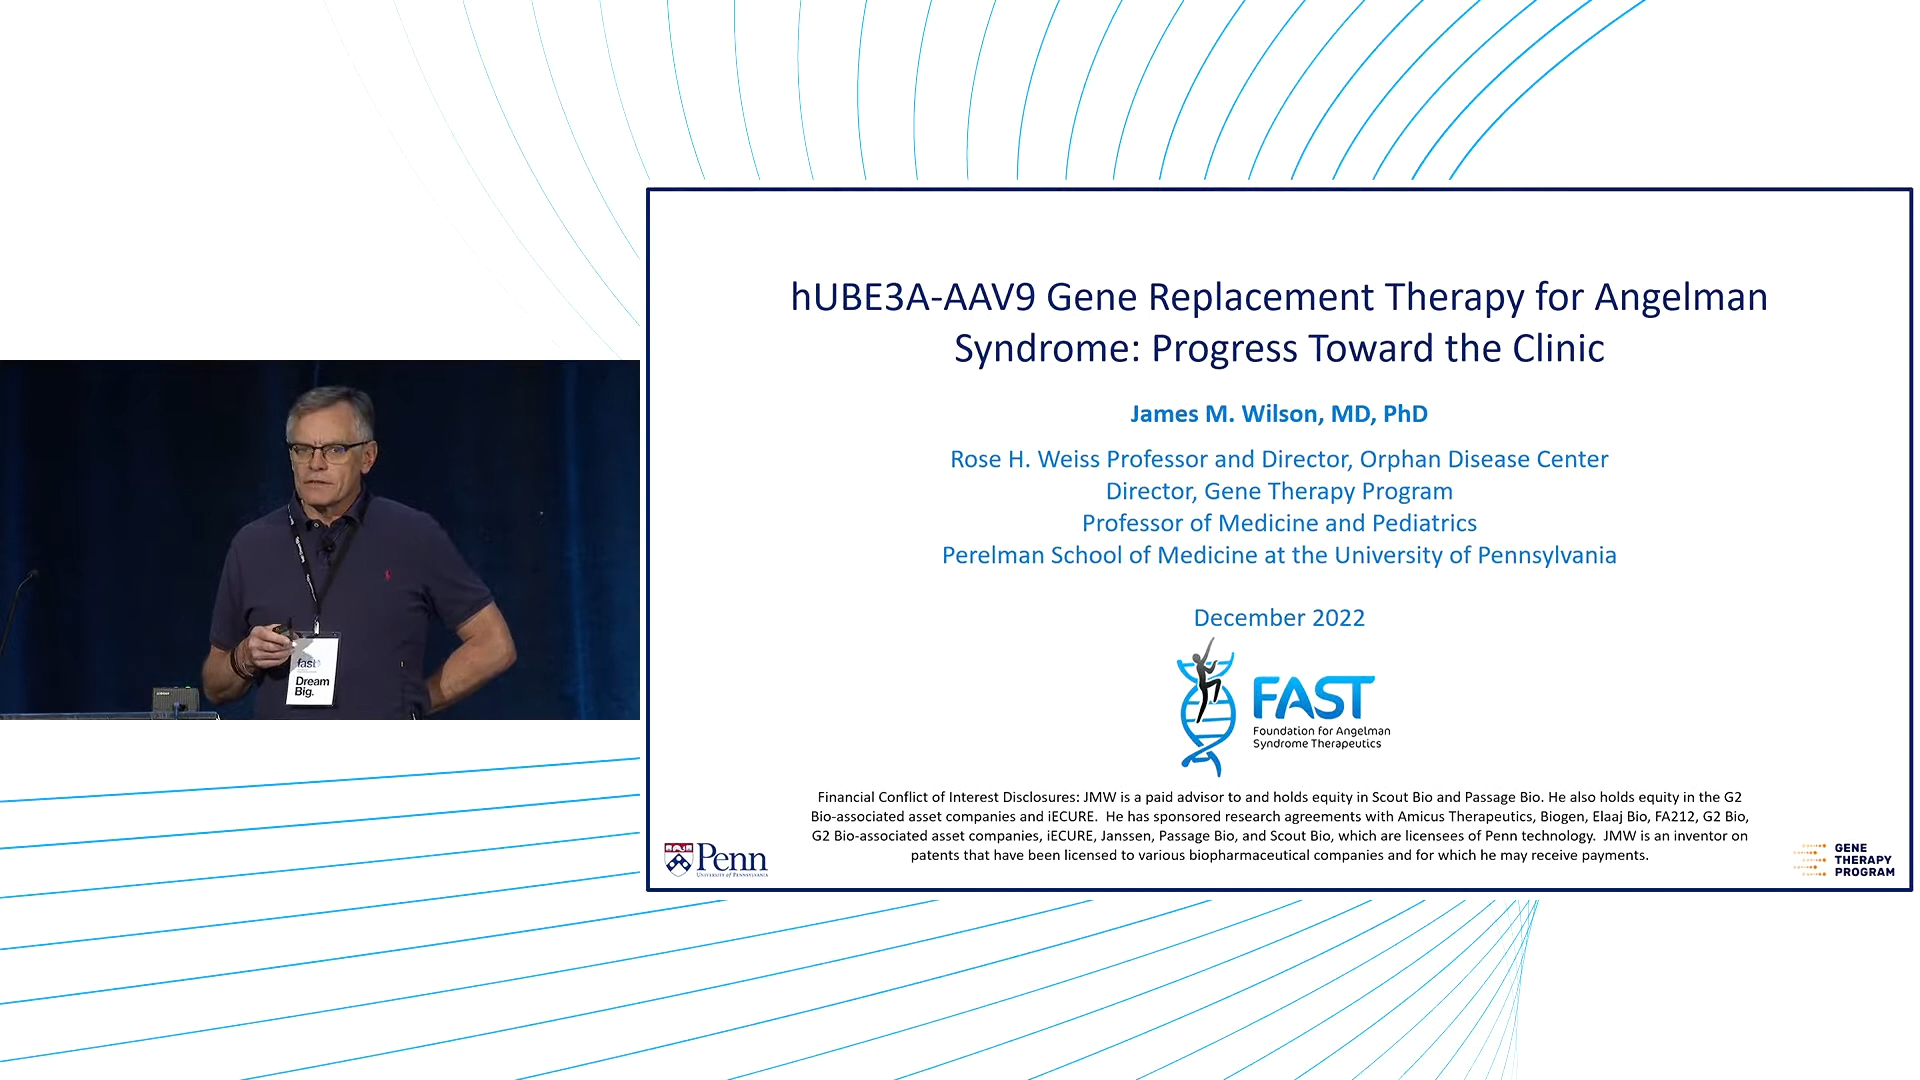 hUBE3A-AAV9 Gene Replacement Therapy for Angelman
Syndrome: Progress Toward the Clinic
James M. Wilson, MD, PhD
Rose H. Weiss Professor and Director, Orphan Disease Center
Director, Gene Therapy Program
Professor of Medicine and Pediatrics
Perelman School of Medicine at the University of Pennsylvania
December 2022
FAST
Foundation for Angelman
Syndrome Therapeutics
Financial Conflict of Interest Disclosures: JMW is a paid advisor to and holds equity in Scout Bio and Passage Bio. He also holds equity in the G2
Bio-associated asset companies and iECURE. He has sponsored research agreements with Amicus Therapeutics, Biogen, Elaaj Bio, FA212, G2 Bio,
G2 Bio-associated asset companies, iECURE, Janssen, Passage Bio, and Scout Bio, which are licensees of Penn technology. JMW is an inventor on
patents that have been licensed to various biopharmaceutical companies and for which he may receive payments.
Penn
UNIVERSITY of PENNSYLVANIA
GENE
THERAPY
PROGRAM
fast
Dream
Big.